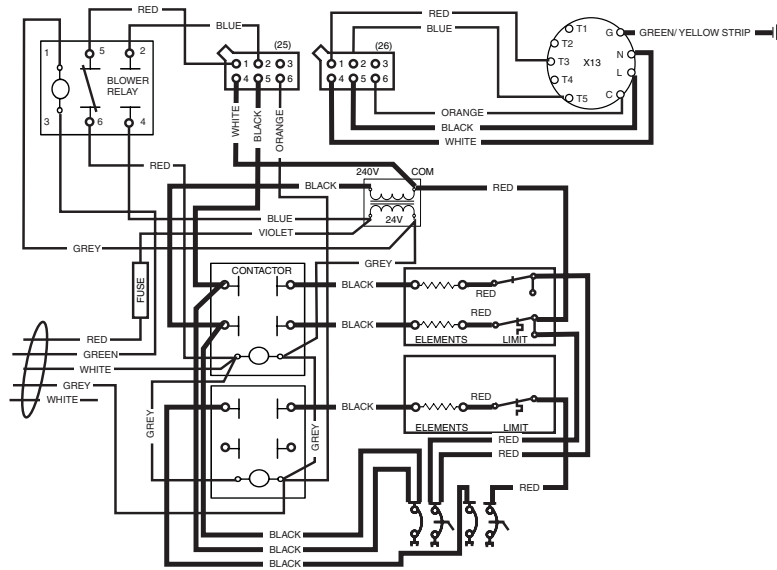 RED
BLUE
(25)
(26)
RED
BLUE
T1
G
GREEN/ YELLOW STRIP
T2
N
1
5
2
T3
X13
L
BLOWER
RELAY
1 2 3
4 5 6
1 2 3
4 5 6
T4
T5
C
3
6
4
WHITE
BLACK
ORANGE
ORANGE
BLACK
WHITE
RED
240V
COM
BLACK
RED
24V
BLUE
VIOLET
GREY
GREY
CONTACTOR
FUSE
BLACK
RED
RED
BLACK
ELEMENTS
LIMIT
RED
GREEN
WHITE
GREY
WHITE
RED
BLACK
GREY
GREY
ELEMENTS
LIMIT
RED
RED
RED
BLACK
BLACK
BLACK